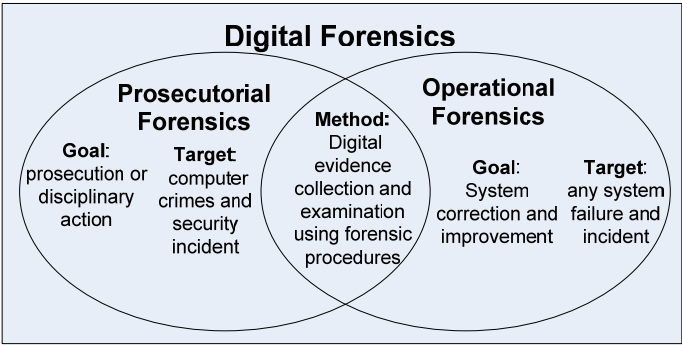 Digital Forensics
Prosecutorial
Forensics
Goal:
prosecution or
disciplinary
action
Target:
computer
crimes and
security
incident
Method:
Digital
evidence
collection and
examination
using forensic
procedures
Operational
Forensics
Goal:
System
correction and
improvement
Target:
any system
failure and
incident